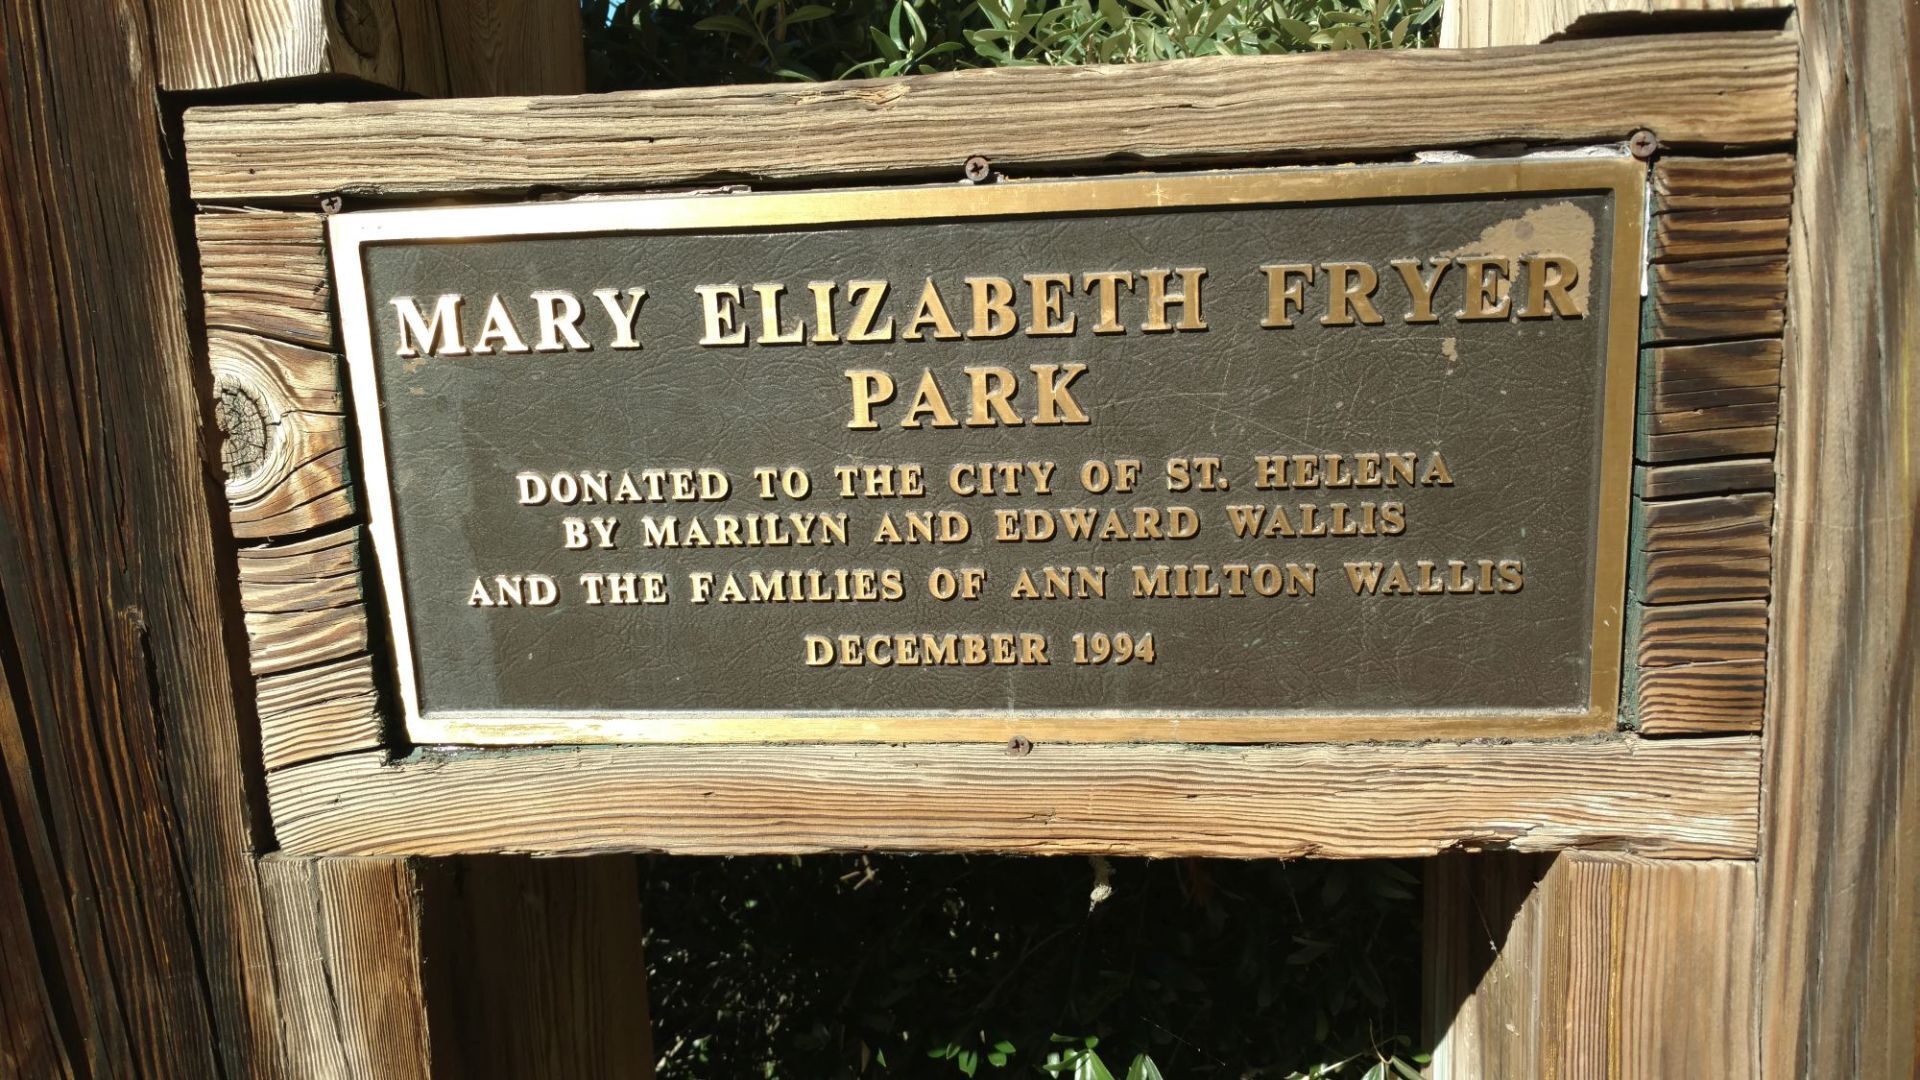 MARY ELIZABETH FRYER
PARK
DONATED TO THE CITY OF ST. HELENA
BY MARILYN AND EDWARD WALLIS
AND THE FAMILIES OF ANN MILTON WALLIS
DECEMBER 1994